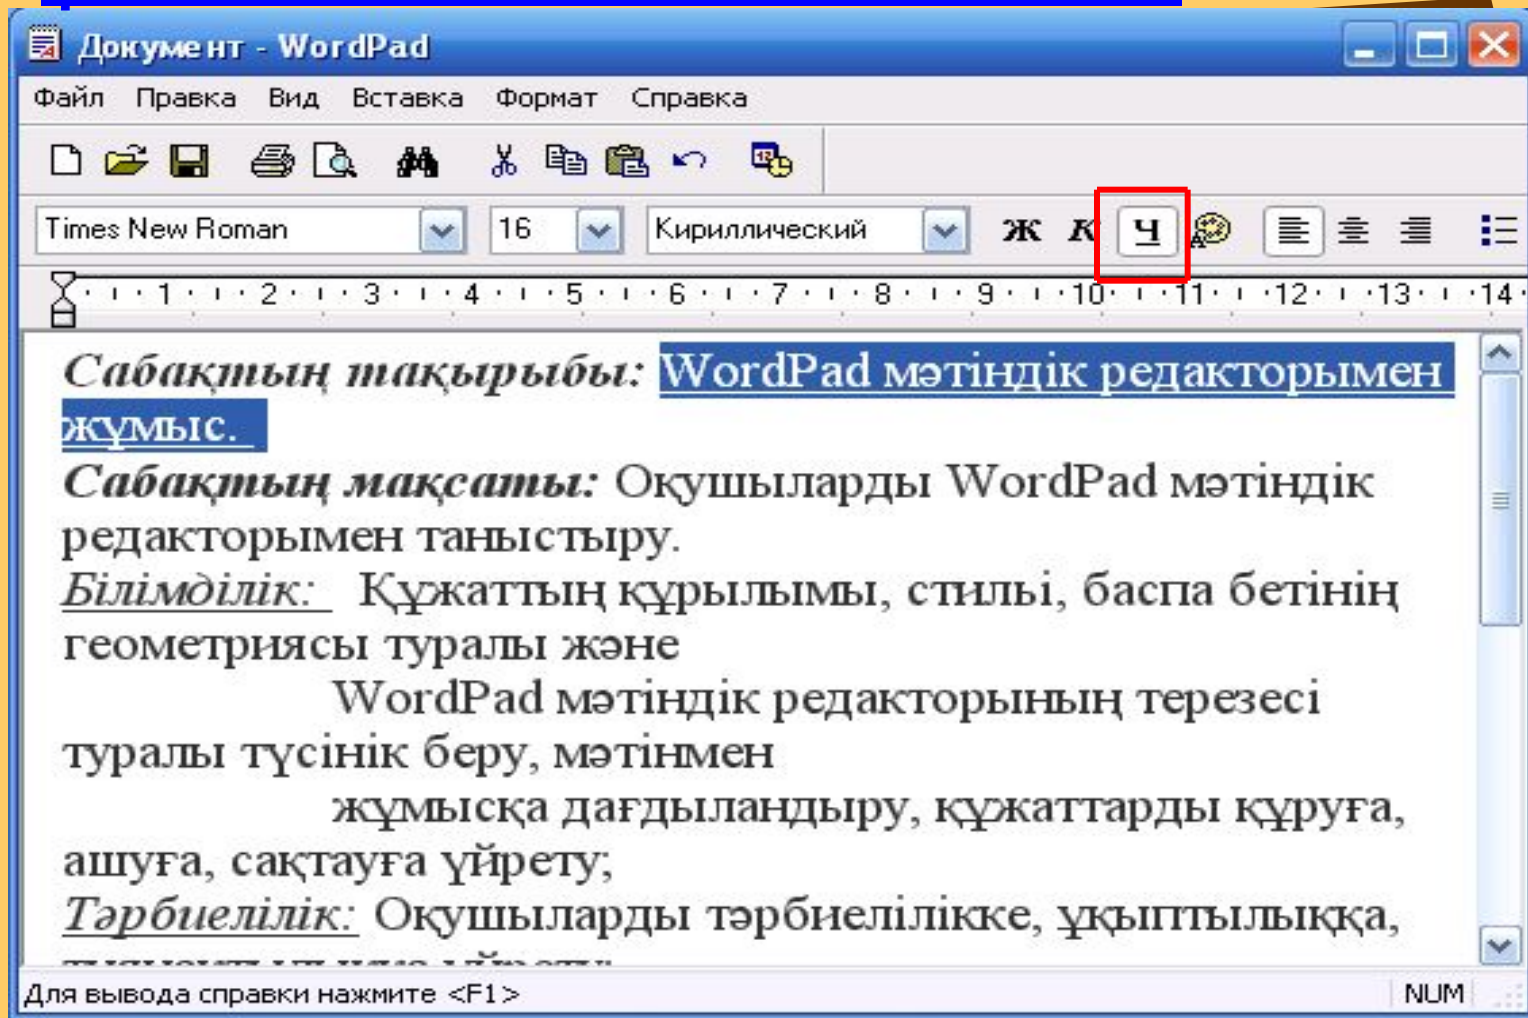 Документ - WordPad
Файл Правка Вид Вставка Формат Справка
Times New Roman 16 Кириллический Ж К Ч
1 2 3 4 5 6 7 8 9 10 11 12 13 14
Сабақтың тақырыбы: WordPad мәтіндік редакторымен
жұмыс.
Сабақтың мақсаты: Оқушыларды WordPad мәтіндік
редакторымен таныстыру.
Білімділік: Құжаттың құрылымы, стильі, баспа бетінің
геометриясы туралы және
WordPad мәтіндік редакторының терезесі
туралы түсінік беру, мәтінмен
жұмысқа дағдыландыру, құжаттарды құруға,
ашуға, сақтауға үйрету;
Тәрбиелілік: Оқушыларды тәрбиелілікке, ұқыптылыққа,
Для вывода справки нажмите <F1> NUM